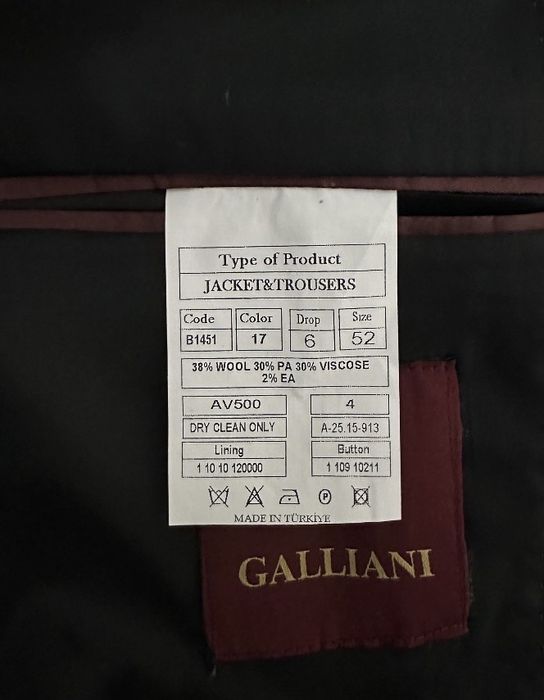 Type of Product
JACKET&TROUSERS
Code Color Drop Size
B1451 17 6 52
38% WOOL 30% PA 30% VISCOSE
2% EA
AV500 4
DRY CLEAN ONLY A-25.15-913
Lining Button
1 10 10 120000 1 109 10211
P
MADE IN TÜRKİYE
GALLIANI